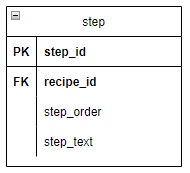 step
PK step_id
FK recipe_id
step_order
step_text